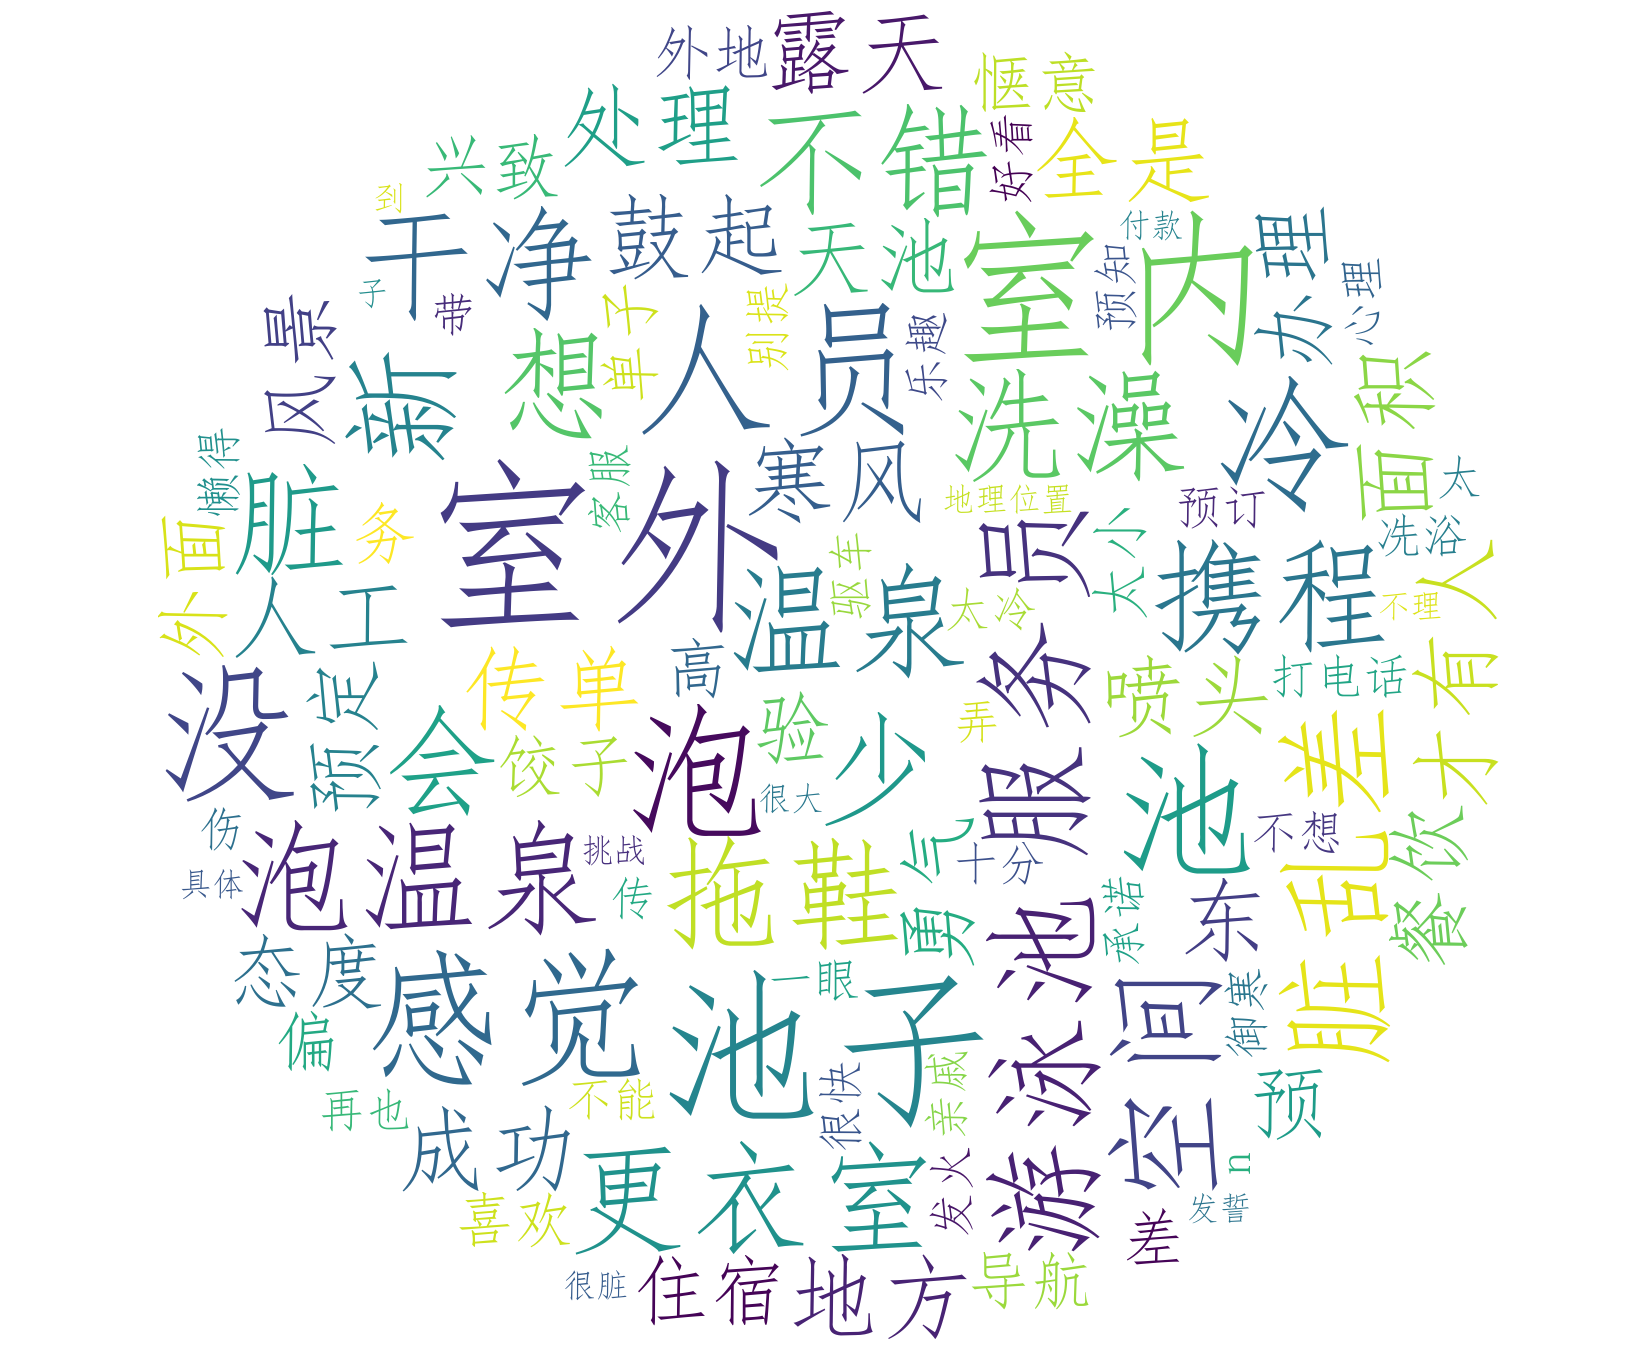 外地
露天
惬意
处理
不错
好看
全是
兴致
到
干净
鼓起
天池
室内
付款
预知
办理
心理
子
带
风景
新
想
单子
别提
人员
乐趣
洗澡
冷
面积
懒得
脏
客服
寒风
地理位置
预订
太
外面
务
室外
驱车
太冷
服务员
太小
携程
洗浴
不理
有人
人工
温泉
没
预定
传单
高
喷头
打电话
才
会
饺子
泡
验
少
弄
池
脏乱差
伤
很大
勇气
不想
餐饮
泡温泉
挑战
拖鞋
十分
具体
传
承诺
东
态度
感觉
池子
一眼
游泳池
空间
御寒
偏
再也
不能
很快
亲戚
预
成功
更衣室
发火
n
喜欢
发誓
差
很脏
住宿
地方
导航